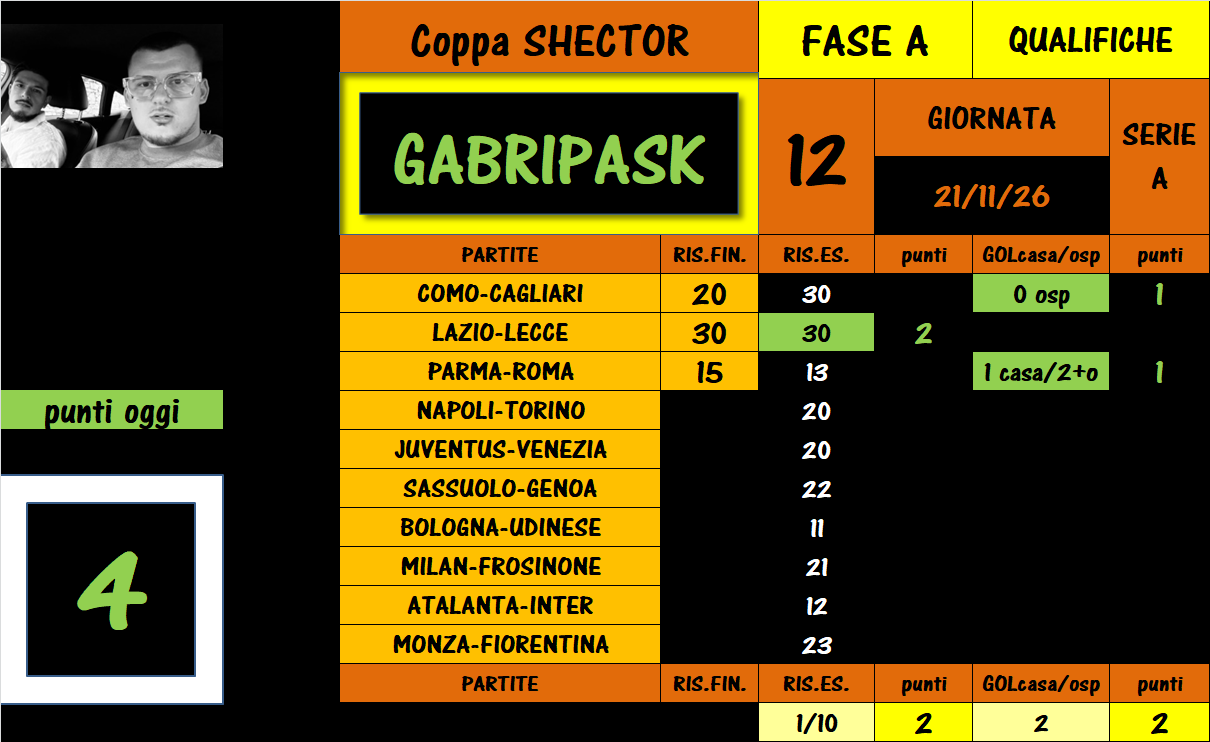 Coppa SHECTOR FASE A QUALIFICHE
GABRIPASK 12 GIORNATA SERIE A
21/11/26
PARTITE RIS.FIN. RIS.ES. punti GOLcasa/osp punti
COMO-CAGLIARI 20 30 0 osp 1
LAZIO-LECCE 30 30 2
PARMA-ROMA 15 13 1 casa/2+o 1
punti oggi
NAPOLI-TORINO 20
JUVENTUS-VENEZIA 20
SASSUOLO-GENOA 22
BOLOGNA-UDINESE 11
4
MILAN-FROSINONE 21
ATALANTA-INTER 12
MONZA-FIORENTINA 23
PARTITE RIS.FIN. RIS.ES. punti GOLcasa/osp punti
1/10 2 2 2